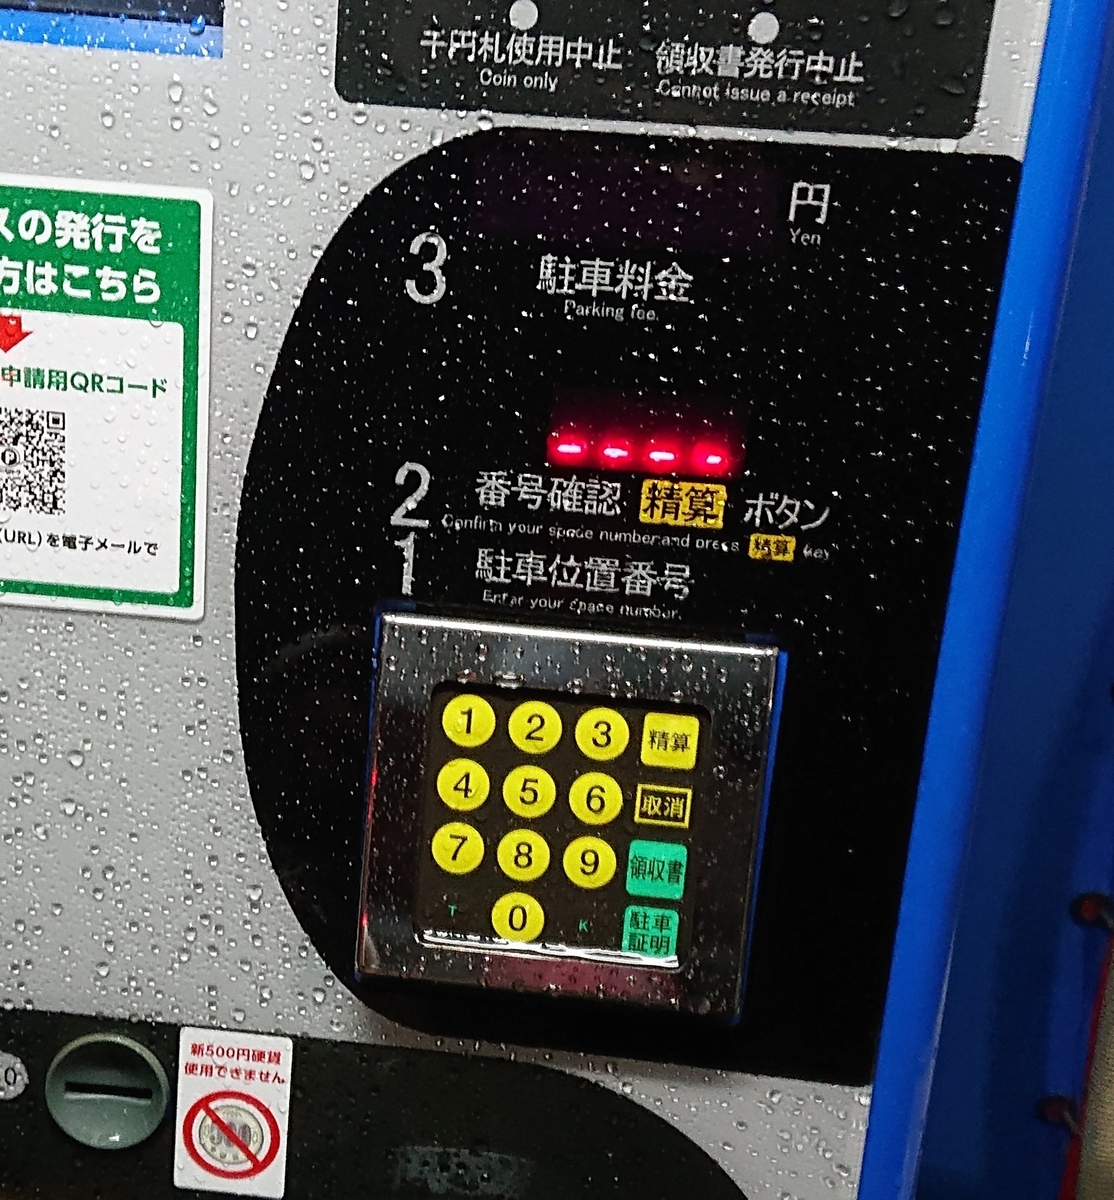 千円札使用中止
Coin only
領収書発行中止
Cannot issue a receipt
円
Yen
3
駐車料金
Parking fee.
2
番号確認 精算 ボタン
Confirm your space number and press 精算 key
1
駐車位置番号
Enter your space number.
1 2 3 精算
4 5 6 取消
7 8 9 領収書
T 0 K 駐車
証明
スの発行を
方はこちら
申請用QRコード
P
(URL)を電子メールで
0
新500円硬貨
使用できません
500